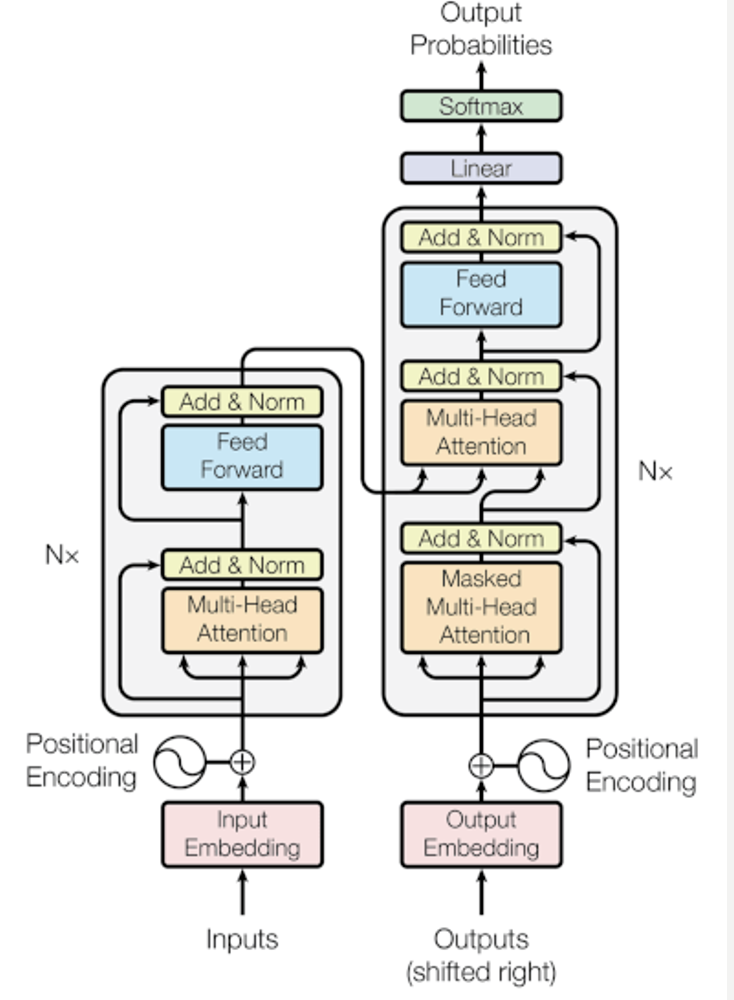 Output
Probabilities
Softmax
Linear
Add & Norm
Feed
Forward
Add & Norm
Multi-Head
Attention
Nx
Add & Norm
Masked
Multi-Head
Attention
Add & Norm
Feed
Forward
Nx
Add & Norm
Multi-Head
Attention
Positional
Encoding
Positional
Encoding
Input
Embedding
Output
Embedding
Inputs
Outputs
(shifted right)